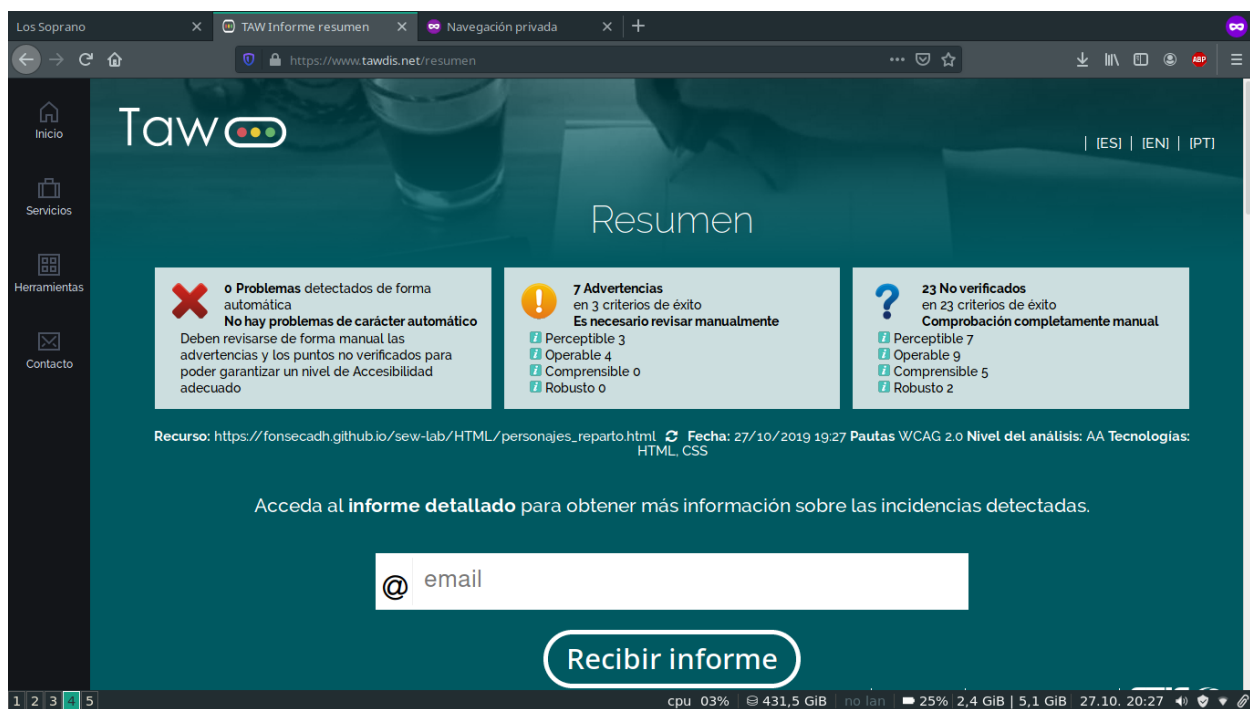 Los Soprano
TAW Informe resumen
Navegación privada
https://www.tawdis.net/resumen
ABP
Inicio
Servicios
Herramientas
Contacto
Taw
| [ES] | [EN] | [PT]
Resumen
0 Problemas detectados de forma
automática
No hay problemas de carácter automático
Deben revisarse de forma manual las
advertencias y los puntos no verificados para
poder garantizar un nivel de Accesibilidad
adecuado
7 Advertencias
en 3 criterios de éxito
Es necesario revisar manualmente
Perceptible 3
Operable 4
Comprensible 0
Robusto 0
23 No verificados
en 23 criterios de éxito
Comprobación completamente manual
Perceptible 7
Operable 9
Comprensible 5
Robusto 2
Recurso: https://fonsecadh.github.io/sew-lab/HTML/personajes_reparto.html Fecha: 27/10/2019 19:27 Pautas WCAG 2.0 Nivel del análisis: AA Tecnologías:
HTML, CSS
Acceda al informe detallado para obtener más información sobre las incidencias detectadas.
@ email
Recibir informe
1 2 3 4 5
cpu 03% 431,5 GiB no lan 25% 2,4 GiB | 5,1 GiB 27.10. 20:27